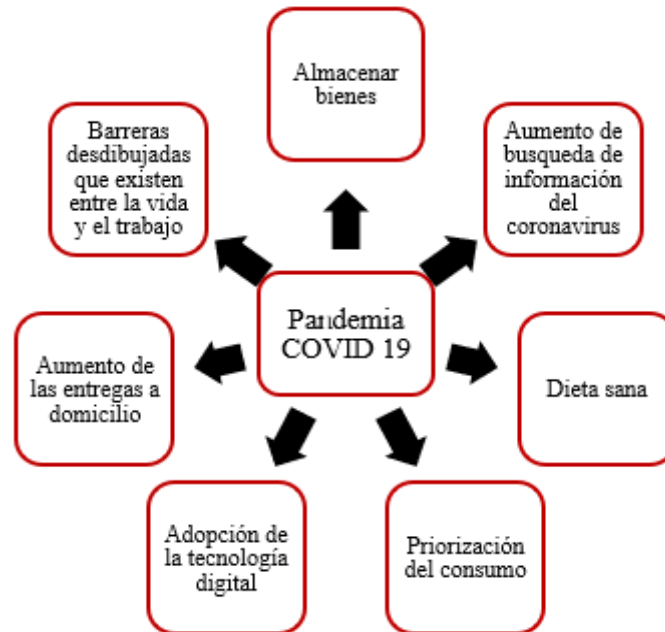 Almacenar
bienes
Aumento de
busqueda de
información
del
coronavirus
Dieta sana
Priorización
del consumo
Adopción de
la tecnología
digital
Aumento de
las entregas a
domicilio
Barreras
desdibujadas
que existen
entre la vida
y el trabajo
Pandemia
COVID 19